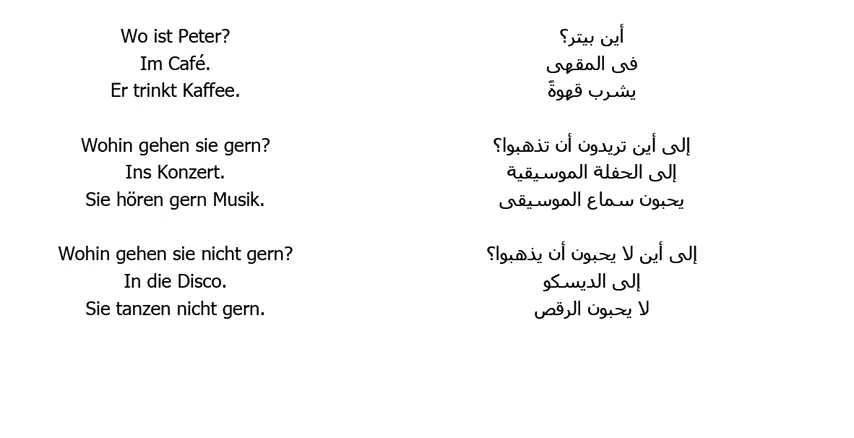 Wo ist Peter?
Im Café.
Er trinkt Kaffee.
Wohin gehen sie gern?
Ins Konzert.
Sie hören gern Musik.
Wohin gehen sie nicht gern?
In die Disco.
Sie tanzen nicht gern.
أين بيتر؟
فى المقهى
يشرب قهوةً
إلى أين تريدون أن تذهبوا؟
إلى الحفلة الموسيقية
يحبون سماع الموسيقى
إلى أين لا يحبون أن يذهبوا؟
إلى الديسكو
لا يحبون الرقص